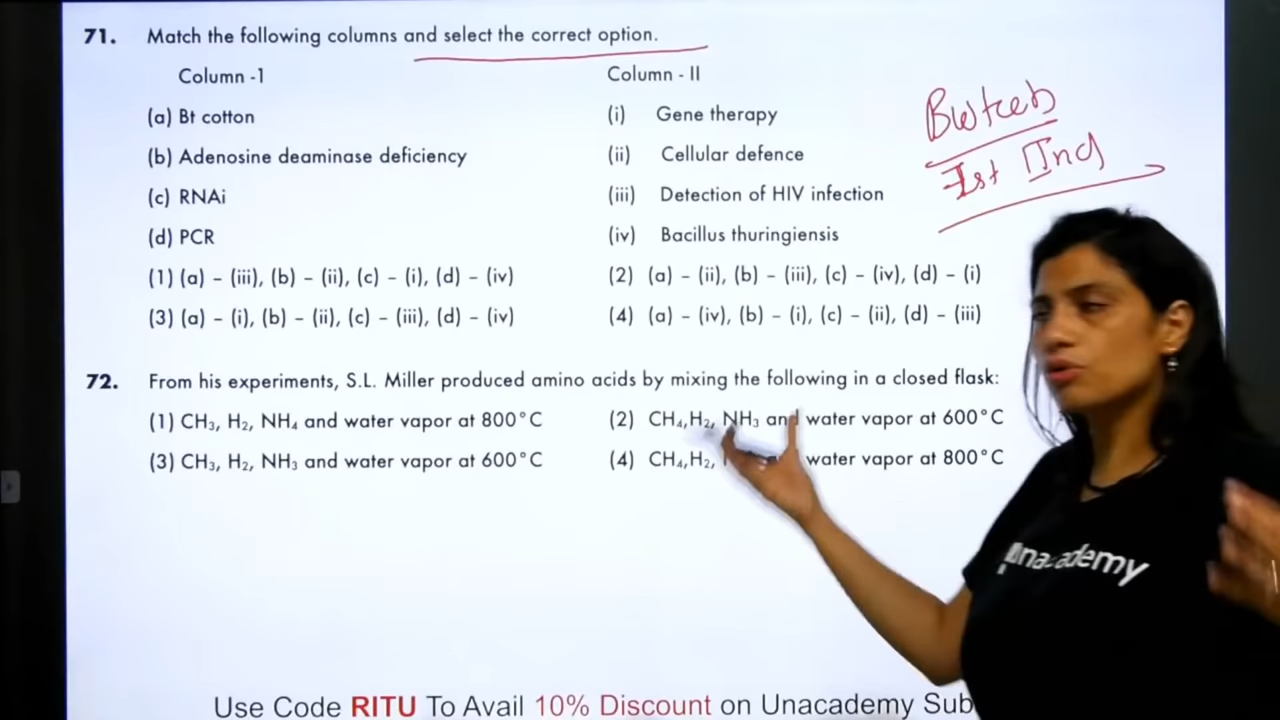 71. Match the following columns and select the correct option.
Column -1 Column - II
(a) Bt cotton (i) Gene therapy
(b) Adenosine deaminase deficiency (ii) Cellular defence
(c) RNAi (iii) Detection of HIV infection
(d) PCR (iv) Bacillus thuringiensis
(1) (a) – (iii), (b) – (ii), (c) – (i), (d) – (iv) (2) (a) – (ii), (b) – (iii), (c) – (iv), (d) – (i)
(3) (a) – (i), (b) – (ii), (c) – (iii), (d) – (iv) (4) (a) – (iv), (b) – (i), (c) – (ii), (d) – (iii)
Ist IInd
72. From his experiments, S.L. Miller produced amino acids by mixing the following in a closed flask:
(1) CH₃, H₂, NH₄ and water vapor at 800°C (2) CH₄,H₂, NH₃ and water vapor at 600°C
(3) CH₃, H₂, NH₃ and water vapor at 600°C (4) CH₄,H₂, water vapor at 800°C
unacademy
Use Code RITU To Avail 10% Discount on Unacademy Sub